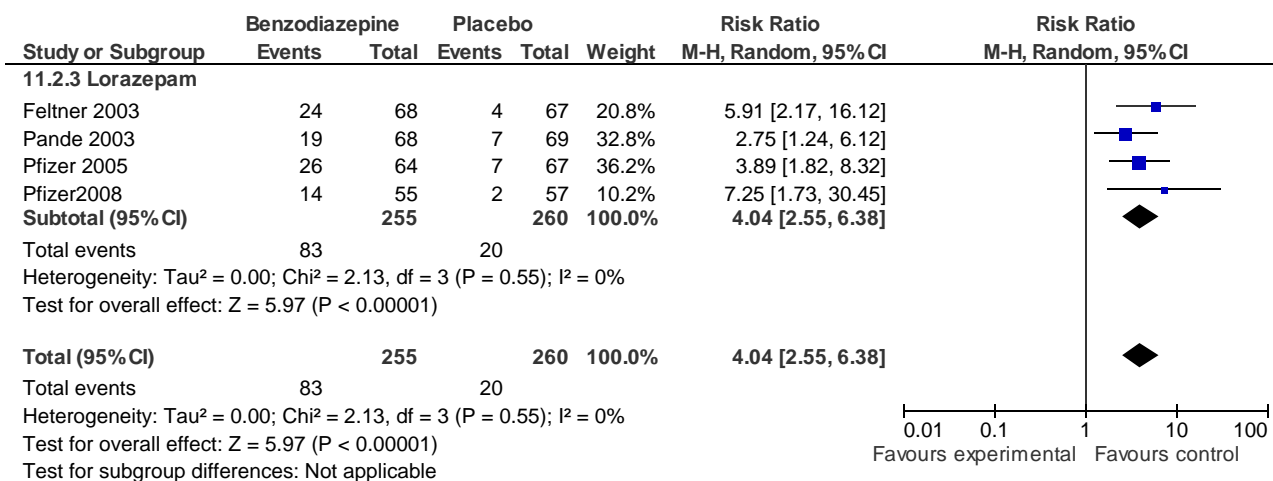 Benzodiazepine Placebo Risk Ratio Risk Ratio
Study or Subgroup Events Total Events Total Weight M-H, Random, 95% CI M-H, Random, 95% CI
11.2.3 Lorazepam
Feltner 2003 24 68 4 67 20.8% 5.91 [2.17, 16.12]
Pande 2003 19 68 7 69 32.8% 2.75 [1.24, 6.12]
Pfizer 2005 26 64 7 67 36.2% 3.89 [1.82, 8.32]
Pfizer2008 14 55 2 57 10.2% 7.25 [1.73, 30.45]
Subtotal (95% CI) 255 260 100.0% 4.04 [2.55, 6.38]
Total events 83 20
Heterogeneity: Tau² = 0.00; Chi² = 2.13, df = 3 (P = 0.55); I² = 0%
Test for overall effect: Z = 5.97 (P < 0.00001)
Total (95% CI) 255 260 100.0% 4.04 [2.55, 6.38]
Total events 83 20
Heterogeneity: Tau² = 0.00; Chi² = 2.13, df = 3 (P = 0.55); I² = 0%
Test for overall effect: Z = 5.97 (P < 0.00001)
Test for subgroup differences: Not applicable
0.01 0.1 1 10 100
Favours experimental Favours control